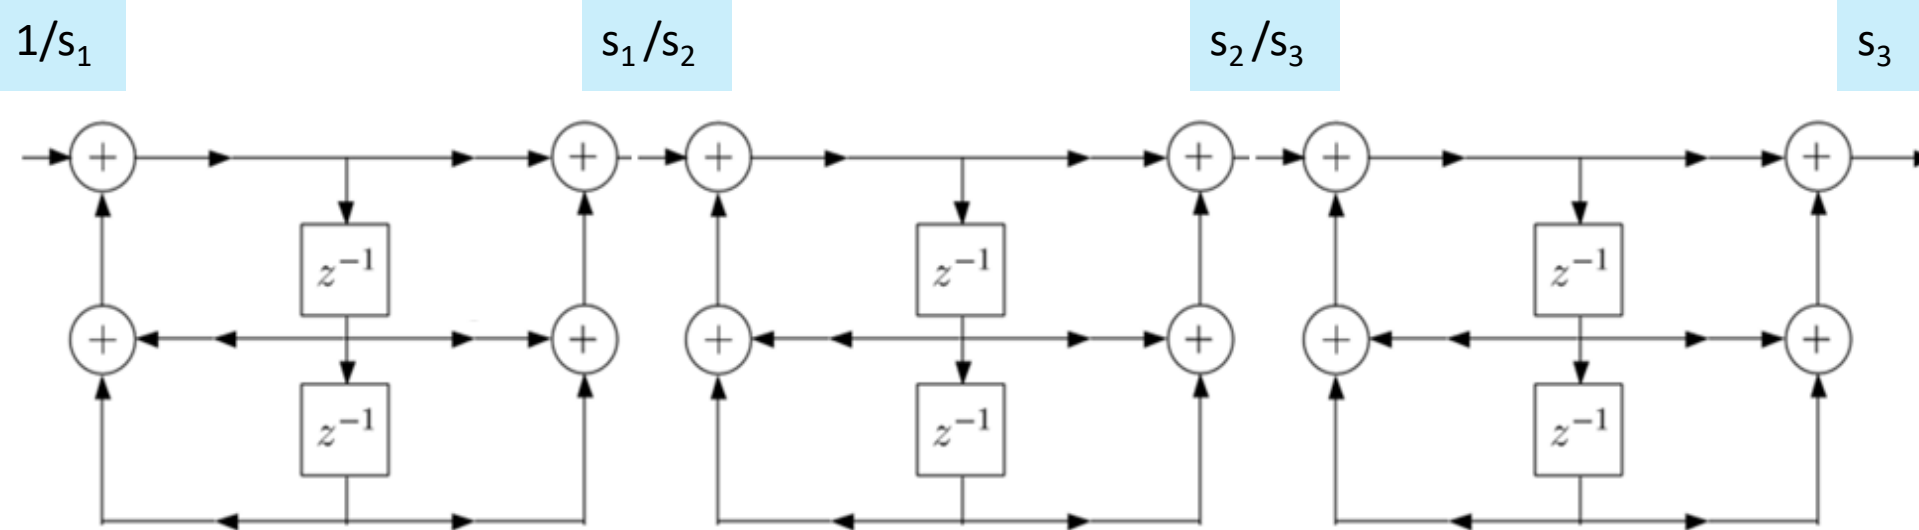 1/s₁
s₁ /s₂
s₂ /s₃
s₃
+ + + + + +
z⁻¹ z⁻¹ z⁻¹
+ + + + + +
z⁻¹ z⁻¹ z⁻¹